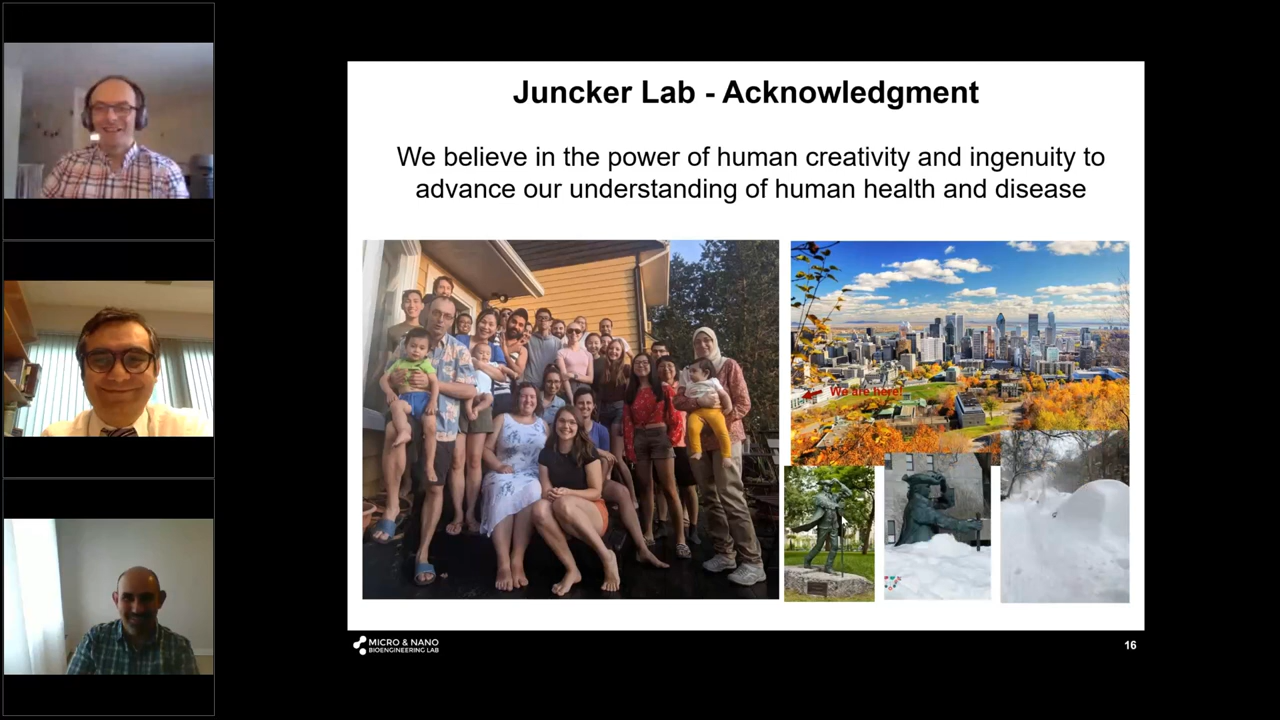 Juncker Lab - Acknowledgment
We believe in the power of human creativity and ingenuity to
advance our understanding of human health and disease
We are here!
MICRO & NANO
BIOENGINEERING LAB
16